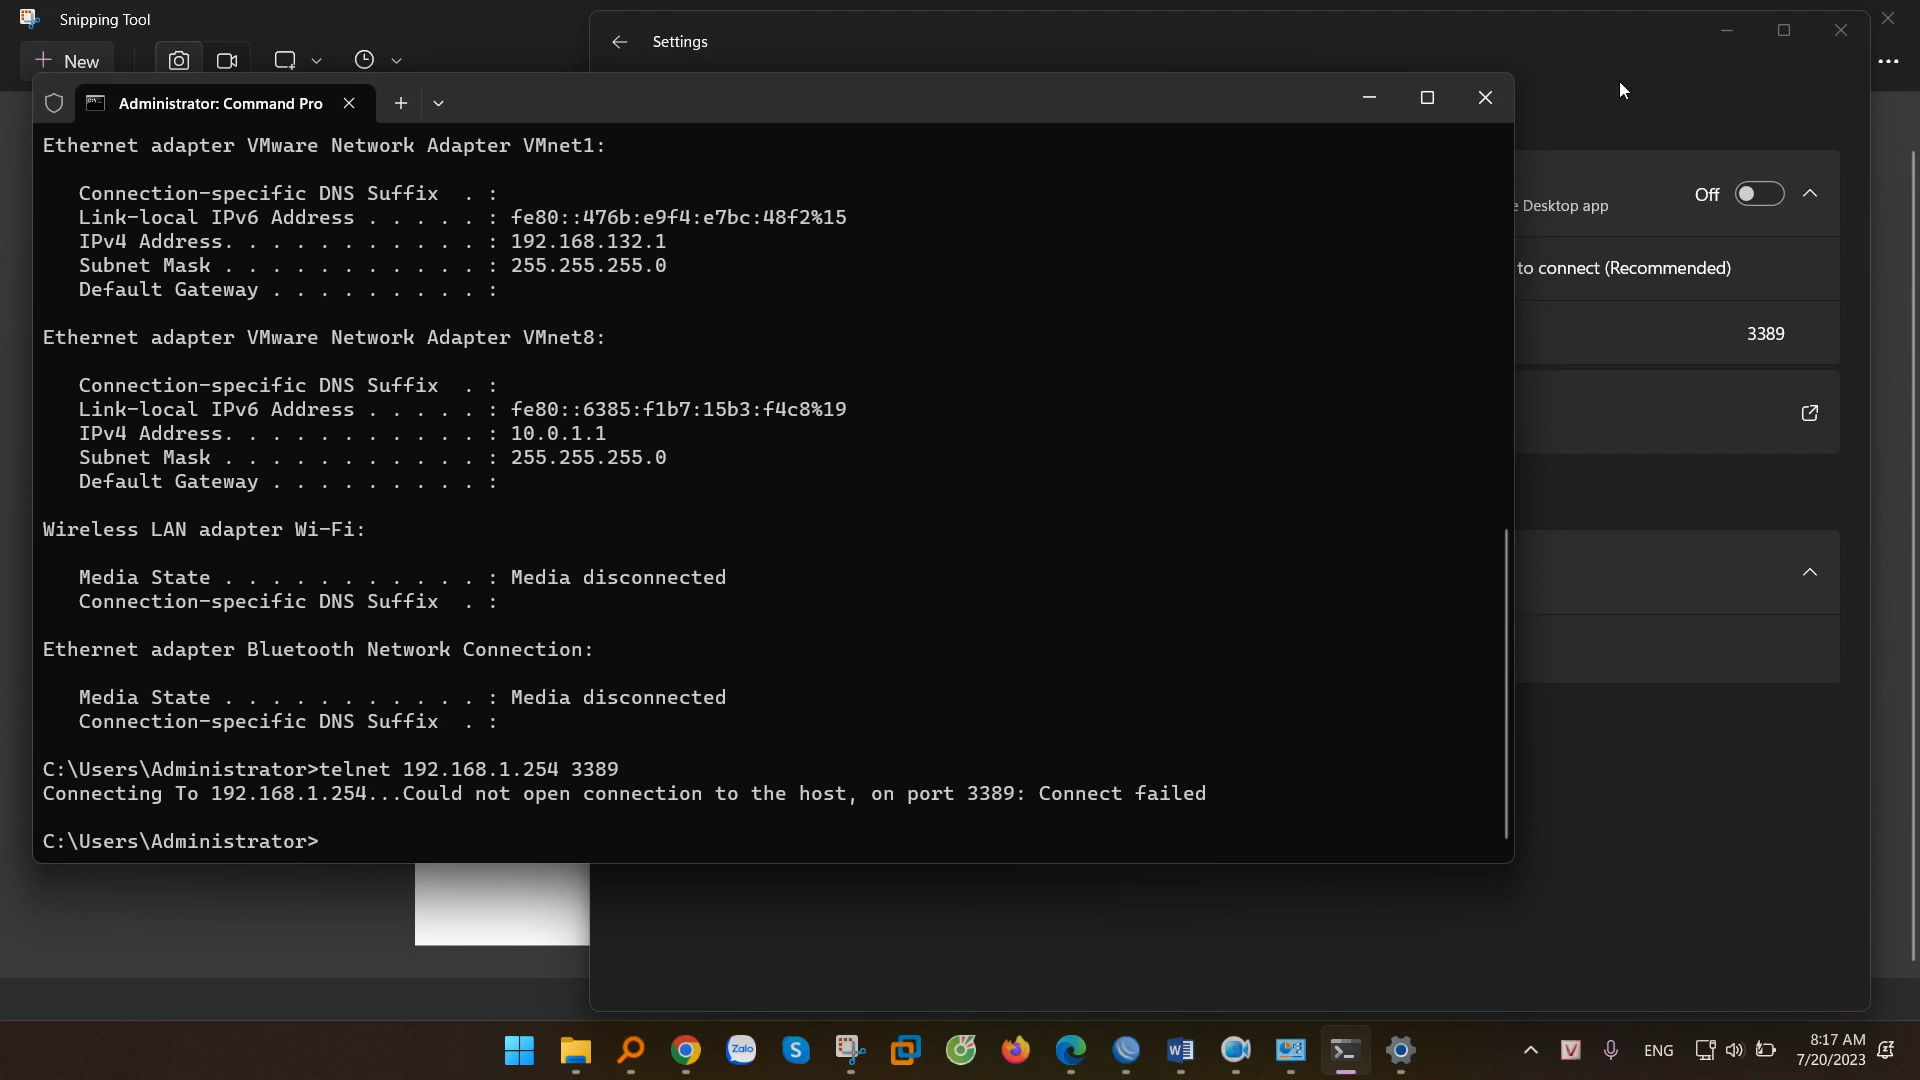 Snipping Tool
New
Settings
Administrator: Command Pro
Ethernet adapter VMware Network Adapter VMnet1:
Connection-specific DNS Suffix  . :
Link-local IPv6 Address . . . . . : fe80::476b:e9f4:e7bc:48f2%15
IPv4 Address. . . . . . . . . . . : 192.168.132.1
Subnet Mask . . . . . . . . . . . : 255.255.255.0
Default Gateway . . . . . . . . . :
Ethernet adapter VMware Network Adapter VMnet8:
Connection-specific DNS Suffix  . :
Link-local IPv6 Address . . . . . : fe80::6385:f1b7:15b3:f4c8%19
IPv4 Address. . . . . . . . . . . : 10.0.1.1
Subnet Mask . . . . . . . . . . . : 255.255.255.0
Default Gateway . . . . . . . . . :
Wireless LAN adapter Wi-Fi:
Media State . . . . . . . . . . . : Media disconnected
Connection-specific DNS Suffix  . :
Ethernet adapter Bluetooth Network Connection:
Media State . . . . . . . . . . . : Media disconnected
Connection-specific DNS Suffix  . :
C:\Users\Administrator>telnet 192.168.1.254 3389
Connecting To 192.168.1.254...Could not open connection to the host, on port 3389: Connect failed
C:\Users\Administrator>
Off
e Desktop app
to connect (Recommended)
3389
Zalo
ENG
8:17 AM
7/20/2023